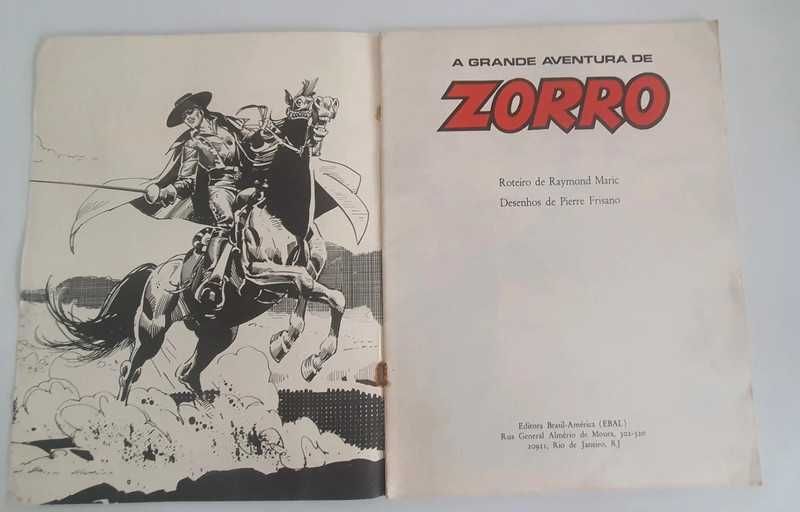 A GRANDE AVENTURA DE
ZORRO
Roteiro de Raymond Maric
Desenhos de Pierre Frisano
Editora Brasil-América (EBAL)
Rua General Almério de Moura, 302-320
20921, Rio de Janeiro, RJ